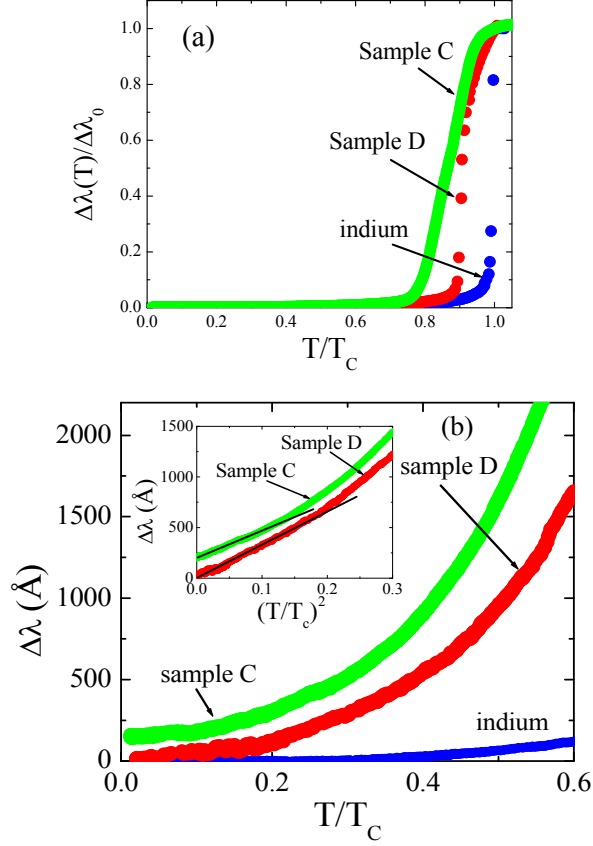 (a)
Sample C
Sample D
indium
1.0
0.8
0.6
0.4
0.2
0.0
Δλ(T)/Δλ₀
0.0 0.2 0.4 0.6 0.8 1.0
T/T_C
(b)
sample D
sample C
indium
2000
1500
1000
500
0
Δλ (Å)
0.0 0.2 0.4 0.6
T/T_C
Sample D
Sample C
1500
1000
500
0
Δλ (Å)
0.0 0.1 0.2 0.3
(T/T_c)²